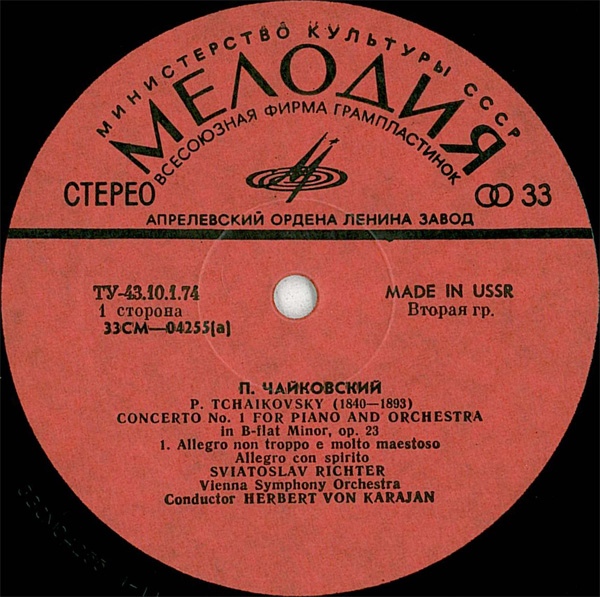 МИНИСТЕРСТВО КУЛЬТУРЫ СССР
МЕЛОДИЯ
ВСЕСОЮЗНАЯ ФИРМА ГРАМПЛАСТИНОК
СТЕРЕО
33
АПРЕЛЕВСКИЙ ОРДЕНА ЛЕНИНА ЗАВОД
ТУ-43.10.1.74
1 сторона
33СМ—04255(а)
MADE IN USSR
Вторая гр.
П. ЧАЙКОВСКИЙ
P. TCHAIKOVSKY (1840—1893)
CONCERTO No. 1 FOR PIANO AND ORCHESTRA
in B-flat Minor, op. 23
1. Allegro non troppo e molto maestoso
Allegro con spirito
SVIATOSLAV RICHTER
Vienna Symphony Orchestra
Conductor HERBERT VON KARAJAN